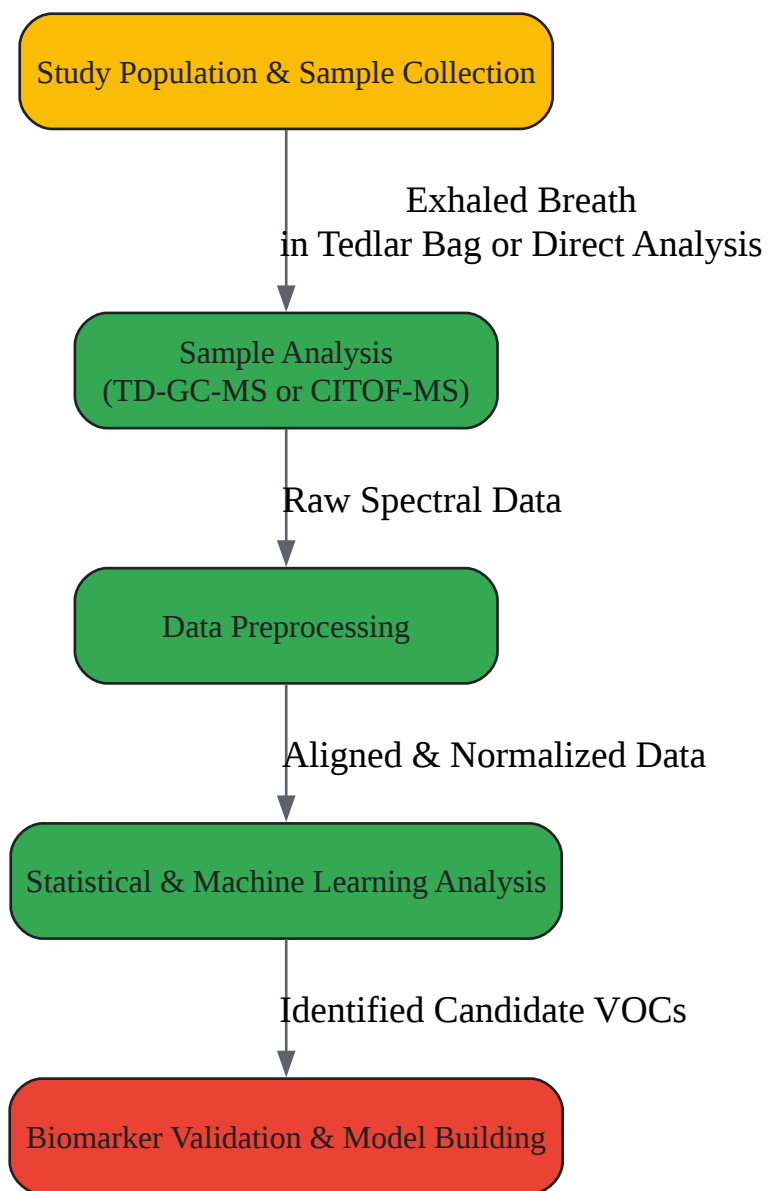 Study Population & Sample Collection
Exhaled Breath
in Tedlar Bag or Direct Analysis
Sample Analysis
(TD-GC-MS or CITOF-MS)
Raw Spectral Data
Data Preprocessing
Aligned & Normalized Data
Statistical & Machine Learning Analysis
Identified Candidate VOCs
Biomarker Validation & Model Building